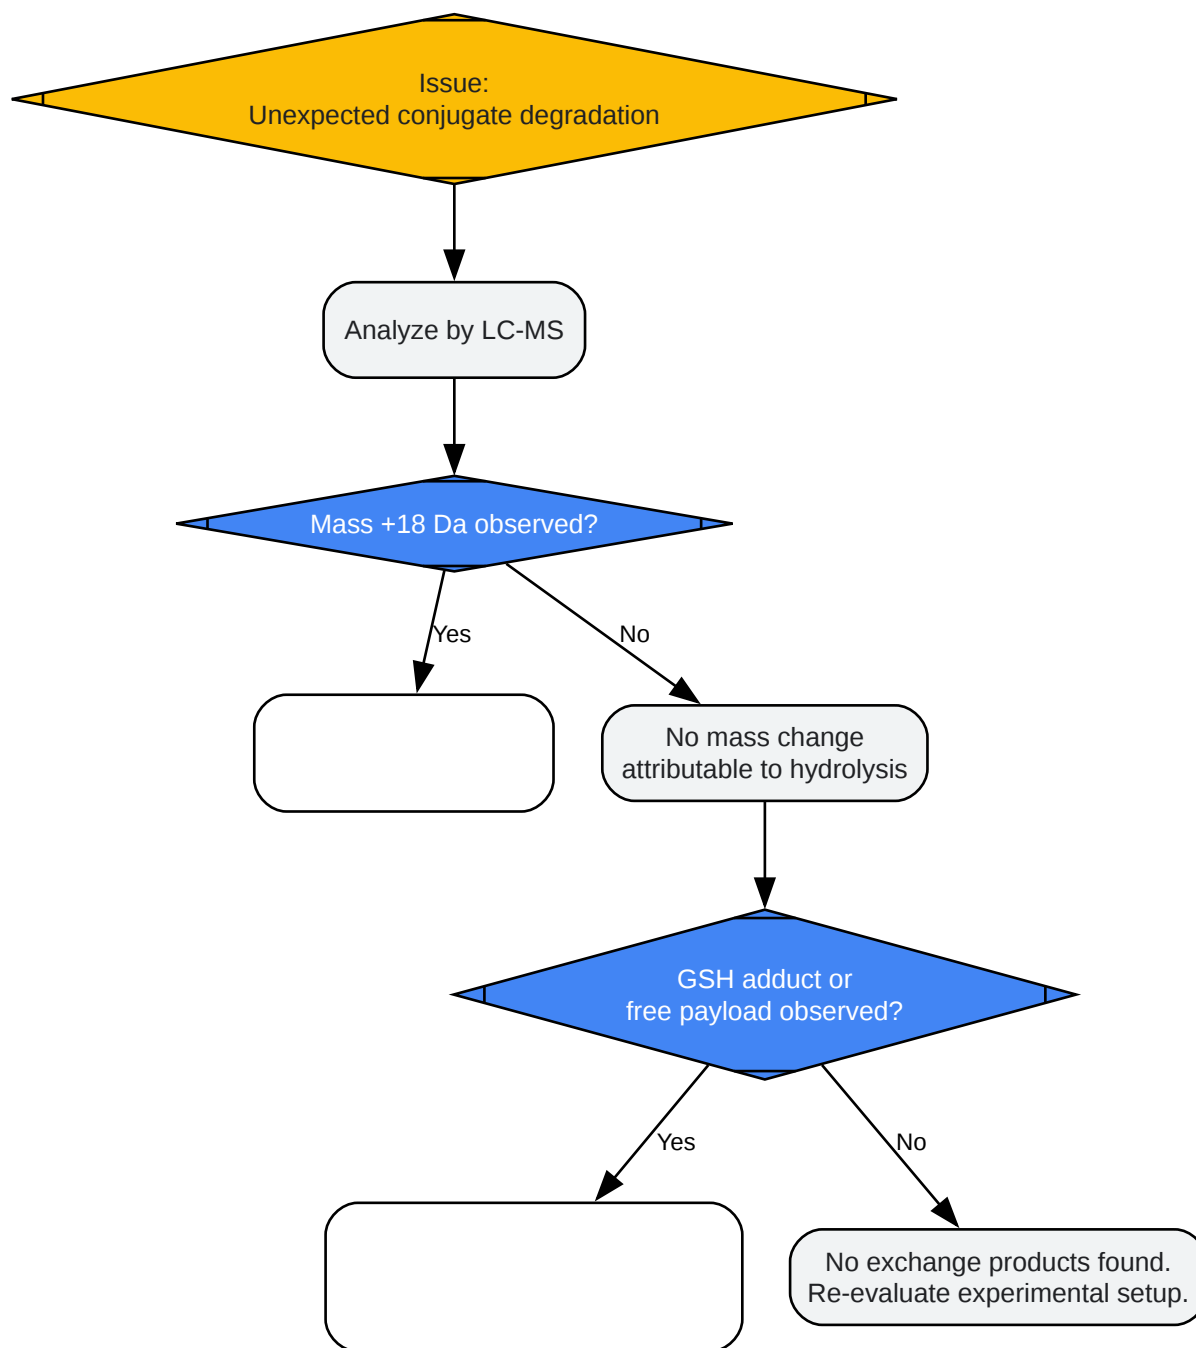 Issue:
Unexpected conjugate degradation
Analyze by LC-MS
Mass +18 Da observed?
Yes
No
No mass change
attributable to hydrolysis
GSH adduct or
free payload observed?
Yes
No
No exchange products found.
Re-evaluate experimental setup.